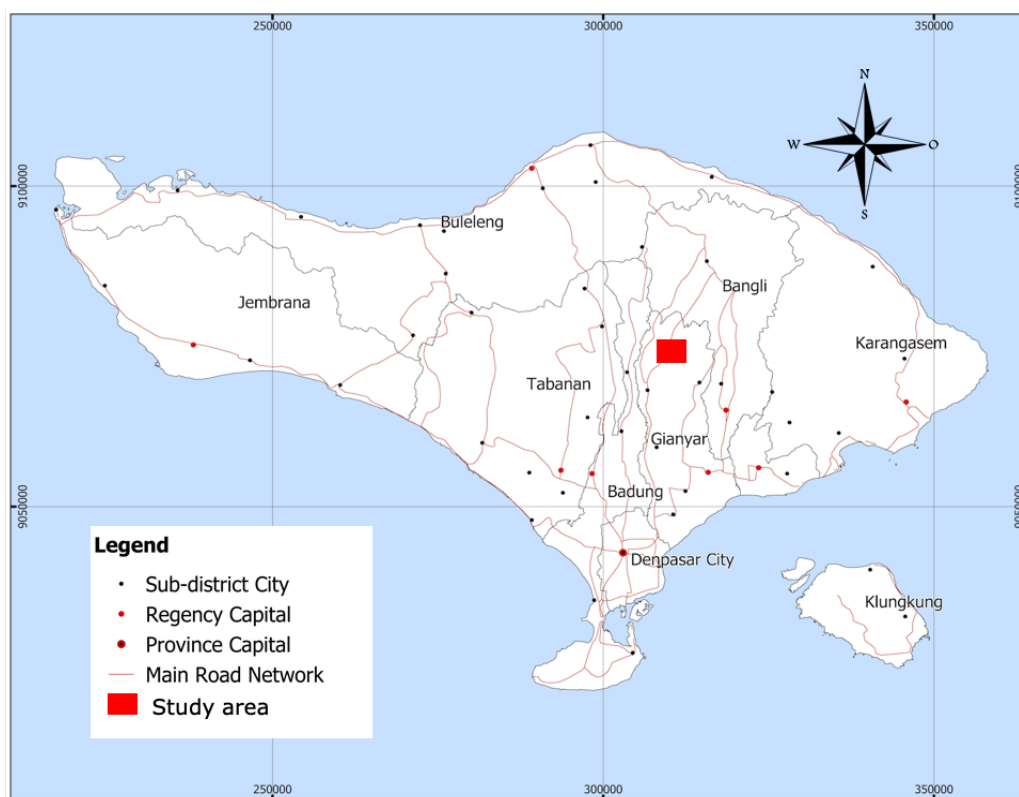 250000
300000
350000
N
W
O
S
9100000
9100000
Buleleng
Bangli
Jembrana
Karangasem
Tabanan
Gianyar
Badung
9050000
9050000
Denpasar City
Klungkung
Legend
Sub-district City
Regency Capital
Province Capital
Main Road Network
Study area
250000
300000
350000